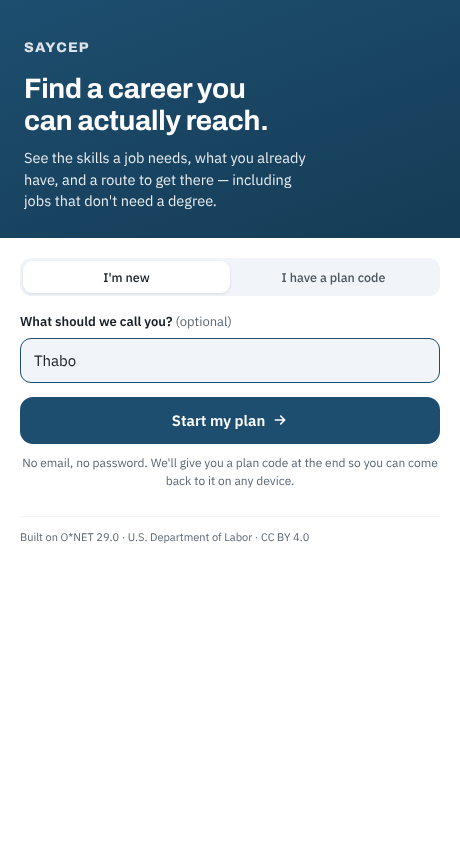 SAYCEP
Find a career you
can actually reach.
See the skills a job needs, what you already
have, and a route to get there — including
jobs that don't need a degree.
I'm new
I have a plan code
What should we call you? (optional)
Thabo
Start my plan →
No email, no password. We'll give you a plan code at the end so you can come
back to it on any device.
Built on O*NET 29.0 · U.S. Department of Labor · CC BY 4.0